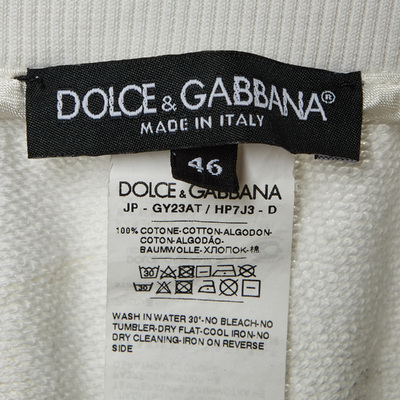 DOLCE & GABBANA®
MADE IN ITALY
46
DOLCE & GABBANA
JP - GY23AT / HP7J3 - D
100% COTONE-COTTON-ALGODON-
COTON-ALGODÃO-
BAUMWOLLE-ХЛОПОК-棉
WASH IN WATER 30°-NO BLEACH-NO
TUMBLER-DRY FLAT-COOL IRON-NO
DRY CLEANING-IRON ON REVERSE
SIDE